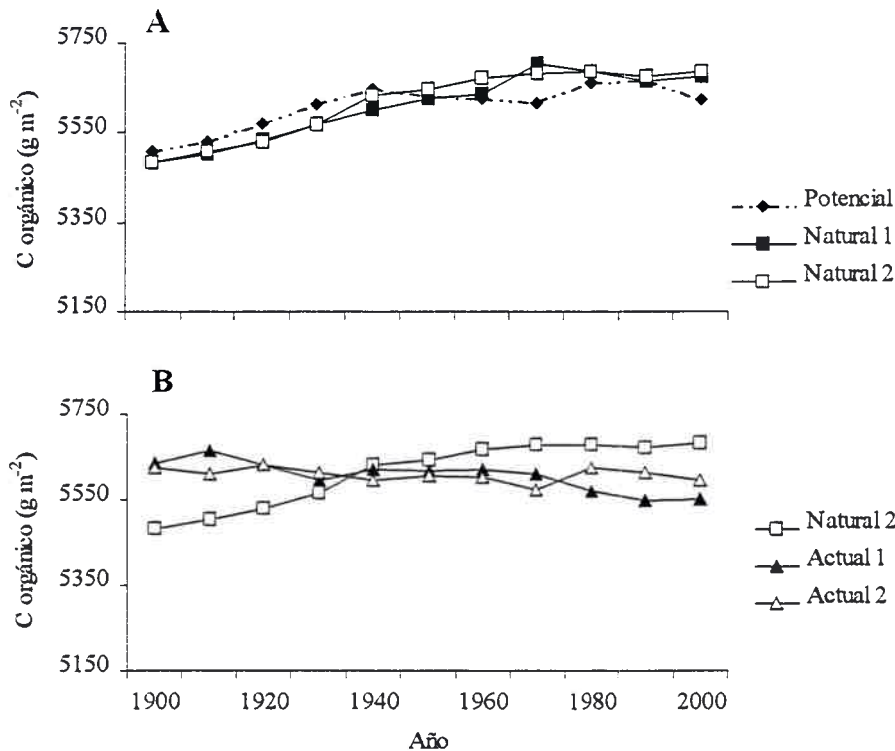 A
5750
5550
5350
5150
C orgánico (g m-2)
Potencial
Natural 1
Natural 2
B
5750
5550
5350
5150
C orgánico (g m-2)
Natural 2
Actual 1
Actual 2
1900 1920 1940 1960 1980 2000
Año